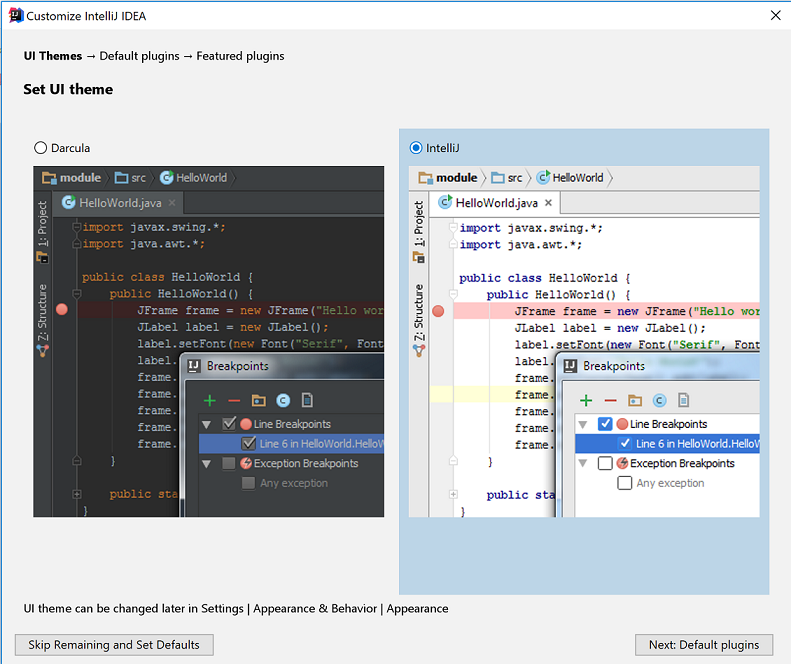 Customize IntelliJ IDEA
UI Themes → Default plugins → Featured plugins
Set UI theme
Darcula
module src HelloWorld
HelloWorld.java
1: Project
Z: Structure
import javax.swing.*;
import java.awt.*;
public class HelloWorld {
public HelloWorld() {
JFrame frame = new JFrame("Hello wor
JLabel label = new JLabel();
label.setFont(new Font("Serif", Font
label.
frame.
frame.
frame.
frame.
frame.
}
public sta
}
Breakpoints
Line Breakpoints
Line 6 in HelloWorld.HelloW
Exception Breakpoints
Any exception
IntelliJ
module src HelloWorld
HelloWorld.java
1: Project
Z: Structure
import javax.swing.*;
import java.awt.*;
public class HelloWorld {
public HelloWorld() {
JFrame frame = new JFrame("Hello wor
JLabel label = new JLabel();
label.setFont(new Font("Serif", Font
label.
frame.
frame.
frame.
frame.
frame.
}
public sta
}
Breakpoints
Line Breakpoints
Line 6 in HelloWorld.HelloW
Exception Breakpoints
Any exception
UI theme can be changed later in Settings | Appearance & Behavior | Appearance
Skip Remaining and Set Defaults
Next: Default plugins